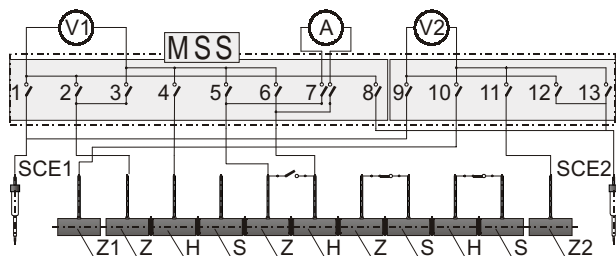 V1 A V2
MSS
1 2 3 4 5 6 7 8 9 10 11 12 13
SCE1 SCE2
Z1 Z H S Z H Z S H S Z2